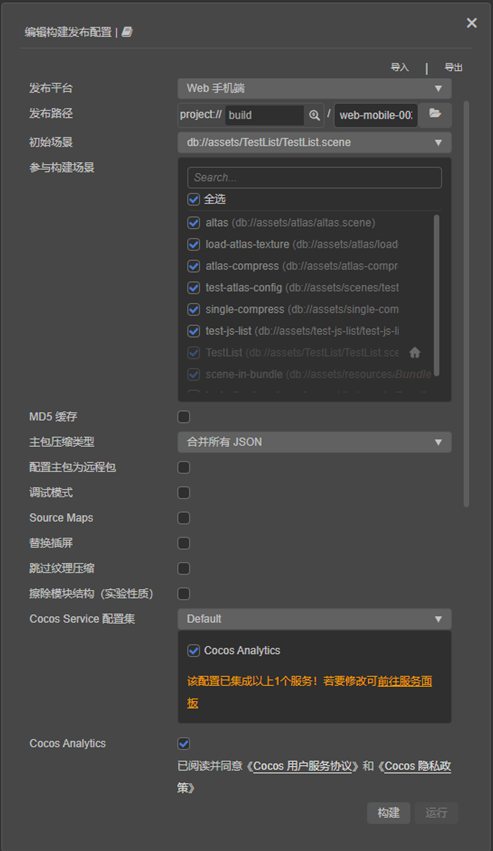 编辑构建发布配置 |
导入 | 导出
发布平台 Web 手机端
发布路径 project:// build / web-mobile-00
初始场景 db://assets/TestList/TestList.scene
参与构建场景
Search...
全选
altas (db://assets/atlas/altas.scene)
load-atlas-texture (db://assets/atlas/load
atlas-compress (db://assets/atlas-compr
test-atlas-config (db://assets/scenes/test
single-compress (db://assets/single-com
test-js-list (db://assets/test-js-list/test-js-li
TestList (db://assets/TestList/TestList.sce
scene-in-bundle (db://assets/resources Bundle
MD5 缓存
主包压缩类型 合并所有 JSON
配置主包为远程包
调试模式
Source Maps
替换插屏
跳过纹理压缩
擦除模块结构（实验性质）
Cocos Service 配置集 Default
Cocos Analytics
该配置已集成以上1个服务！若要修改可前往服务面
板
Cocos Analytics
已阅读并同意《Cocos 用户服务协议》和《Cocos 隐私政
策》
构建 运行